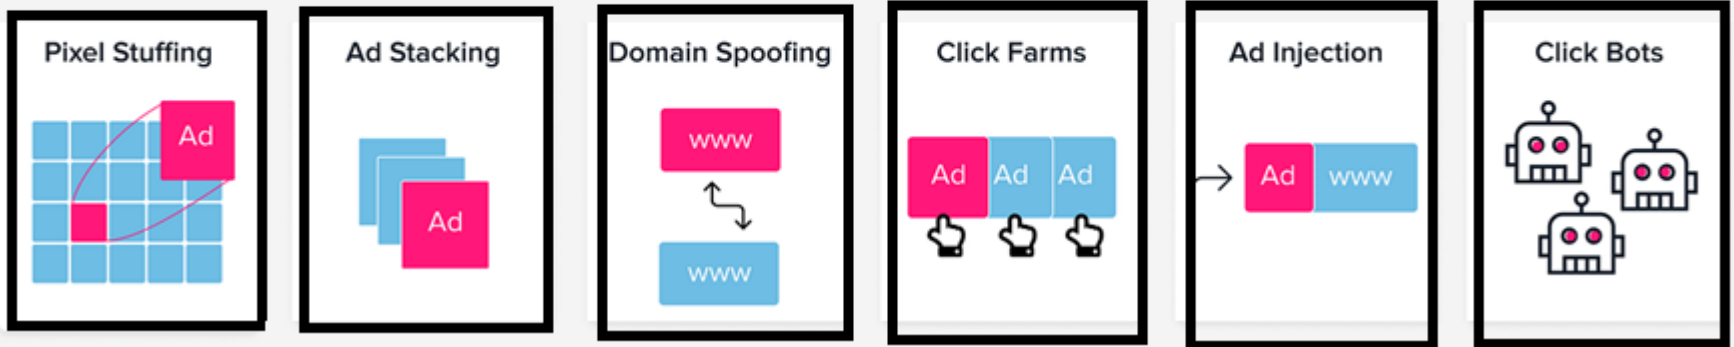 Pixel Stuffing
Ad
Ad Stacking
Ad
Domain Spoofing
www
www
Click Farms
Ad Ad Ad
Ad Injection
Ad www
Click Bots